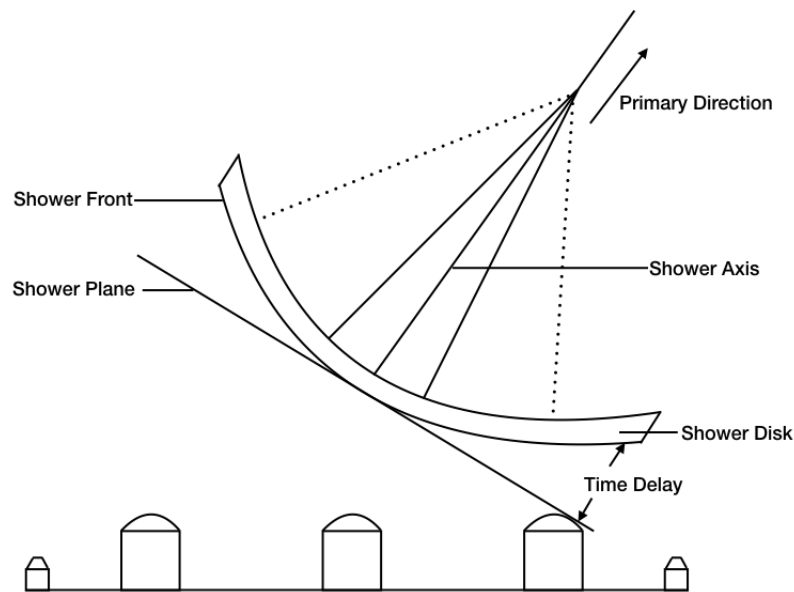 Primary Direction
Shower Front
Shower Axis
Shower Plane
Shower Disk
Time Delay